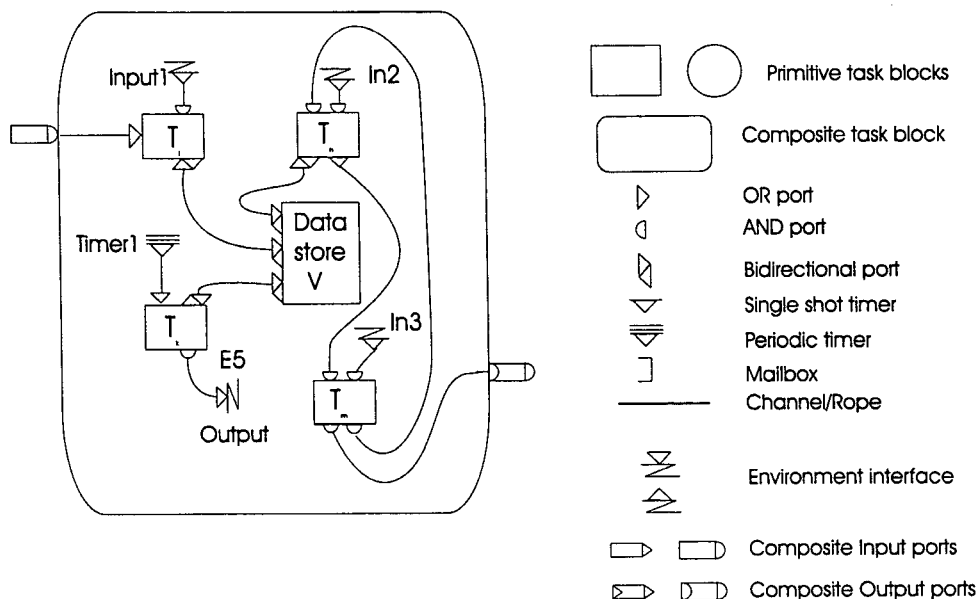 Input1
In2
T i
T n
Data
store
V
Timer1
T k
In3
E5
T m
Output
Primitive task blocks
Composite task block
OR port
AND port
Bidirectional port
Single shot timer
Periodic timer
Mailbox
Channel/Rope
Environment interface
Composite Input ports
Composite Output ports